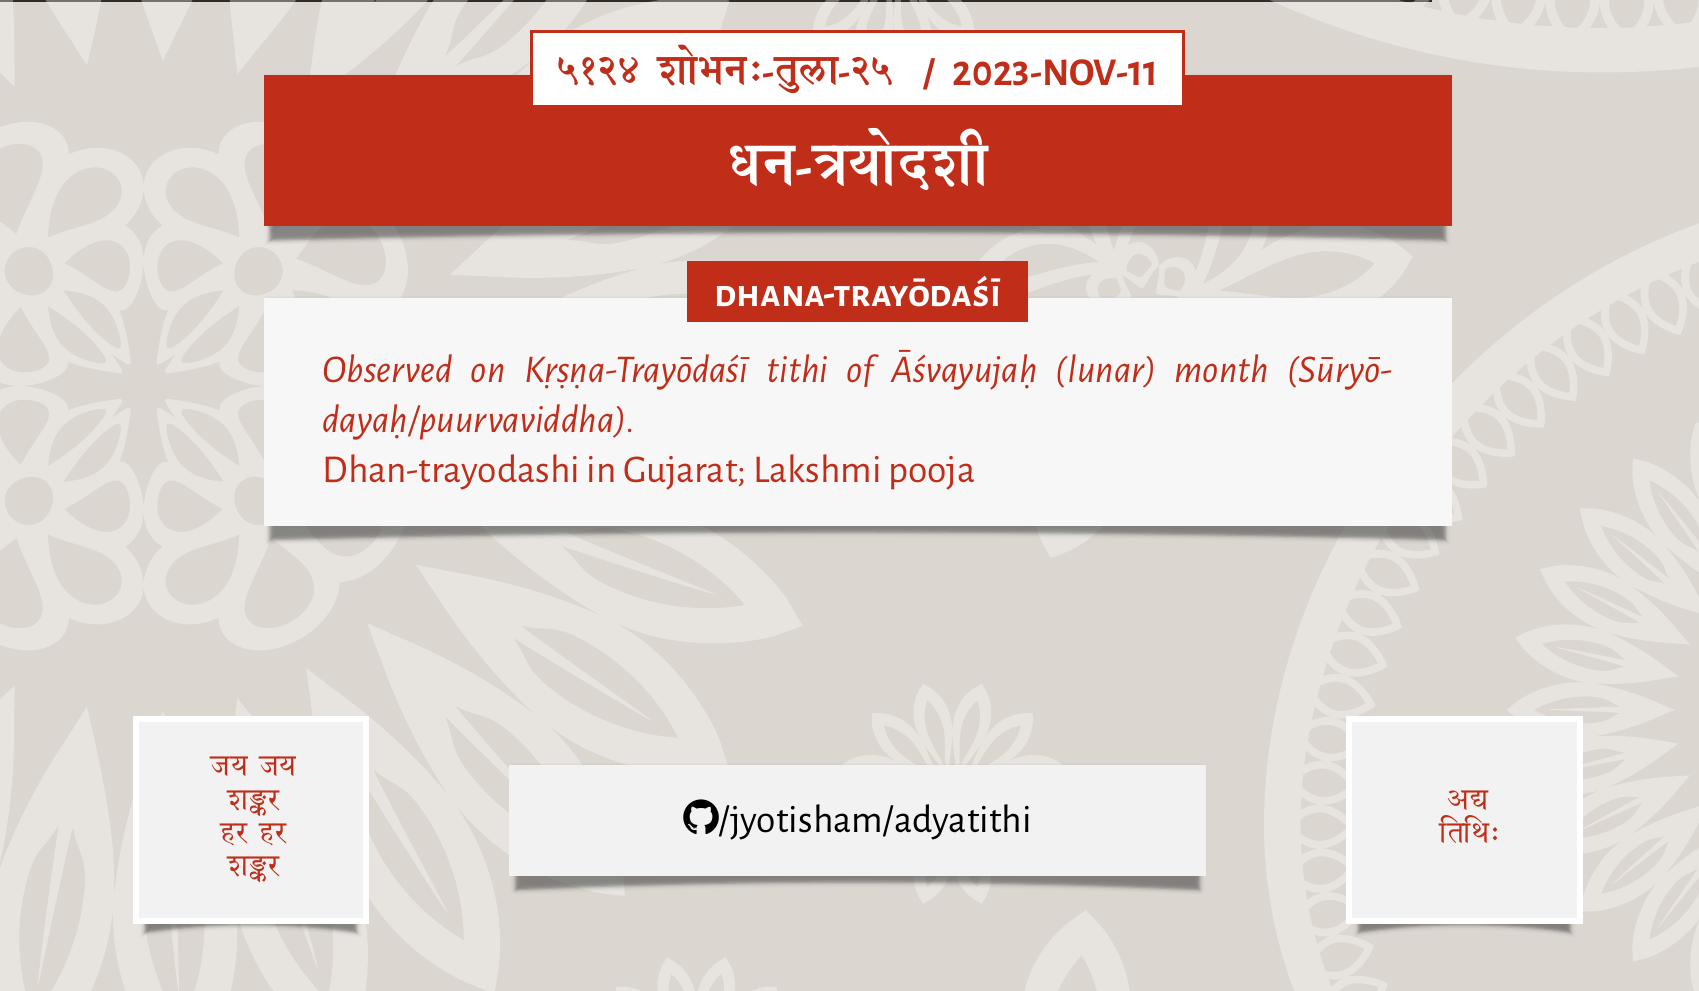 ५१२४ शोभनः-तुला-२५ / 2023-NOV-11
धन-त्रयोदशी
DHANA-TRAYŌDAŚĪ
Observed on Kṛṣṇa-Trayōdaśī tithi of Āśvayujaḥ (lunar) month (Sūryō-
dayaḥ/puurvaviddha).
Dhan-trayodashi in Gujarat; Lakshmi pooja
जय जय
शङ्कर
हर हर
शङ्कर
/jyotisham/adyatithi
अद्य
तिथिः